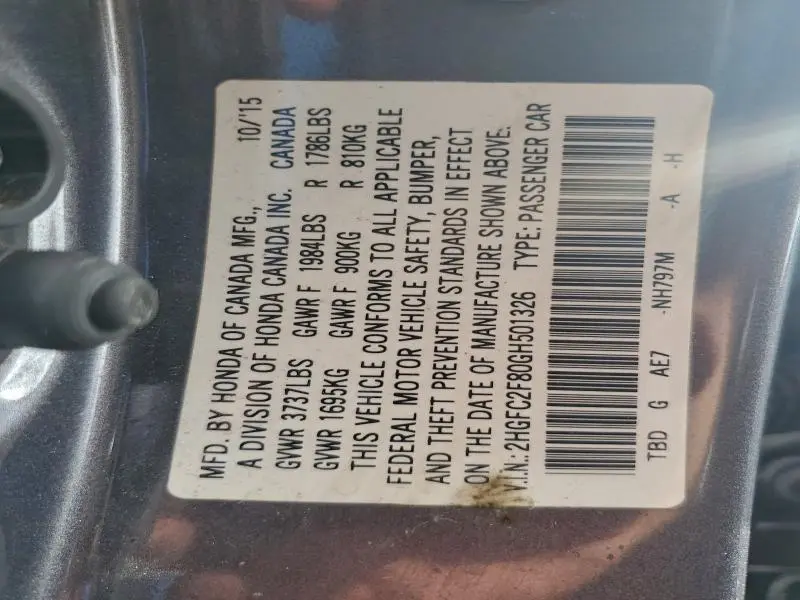 MFD. BY HONDA OF CANADA MFG., 10/'15
A DIVISION OF HONDA CANADA INC. CANADA
GVWR 3737LBS GAWR F 1984LBS R 1786LBS
GVWR 1695KG GAWR F 900KG R 810KG
THIS VEHICLE CONFORMS TO ALL APPLICABLE
FEDERAL MOTOR VEHICLE SAFETY, BUMPER,
AND THEFT PREVENTION STANDARDS IN EFFECT
ON THE DATE OF MANUFACTURE SHOWN ABOVE.
V.I.N.: 2HGFC2F80GH501326 TYPE: PASSENGER CAR
TBD G AE7 -NH797M -A -H